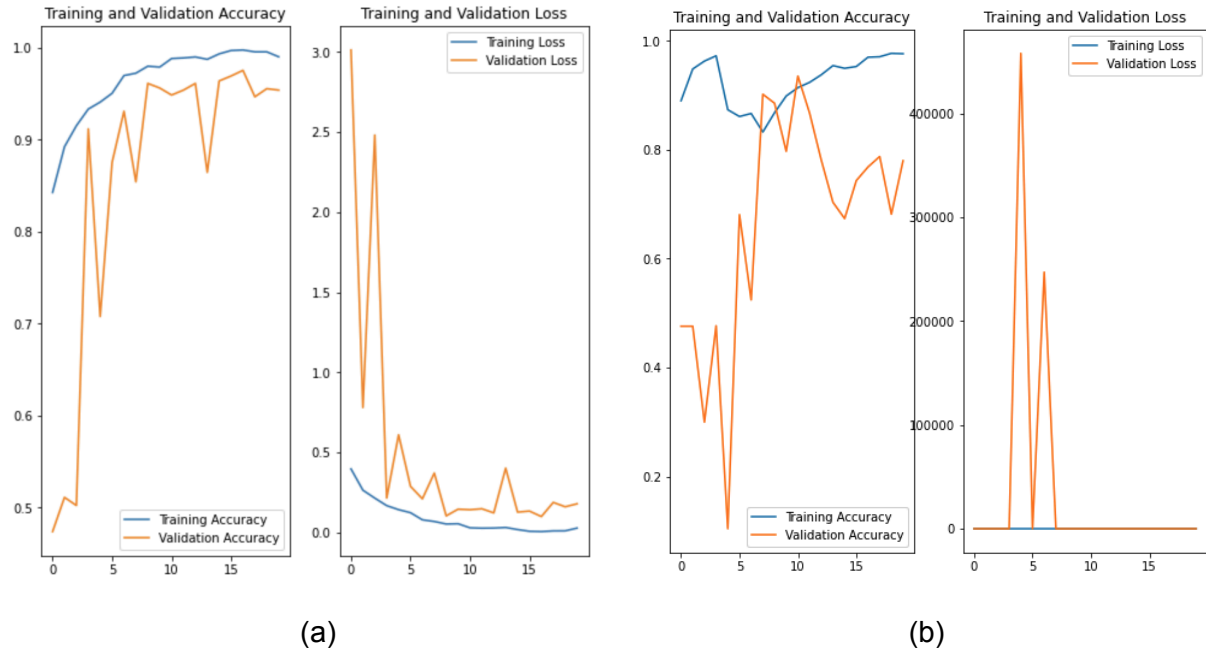 Training and Validation Accuracy
1.0
0.9
0.8
0.7
0.6
0.5
0
5
10
15
Training Accuracy
Validation Accuracy
Training and Validation Loss
3.0
2.5
2.0
1.5
1.0
0.5
0.0
0
5
10
15
Training Loss
Validation Loss
(a)
Training and Validation Accuracy
1.0
0.8
0.6
0.4
0.2
0
5
10
15
Training Accuracy
Validation Accuracy
Training and Validation Loss
400000
300000
200000
100000
0
0
5
10
15
Training Loss
Validation Loss
(b)